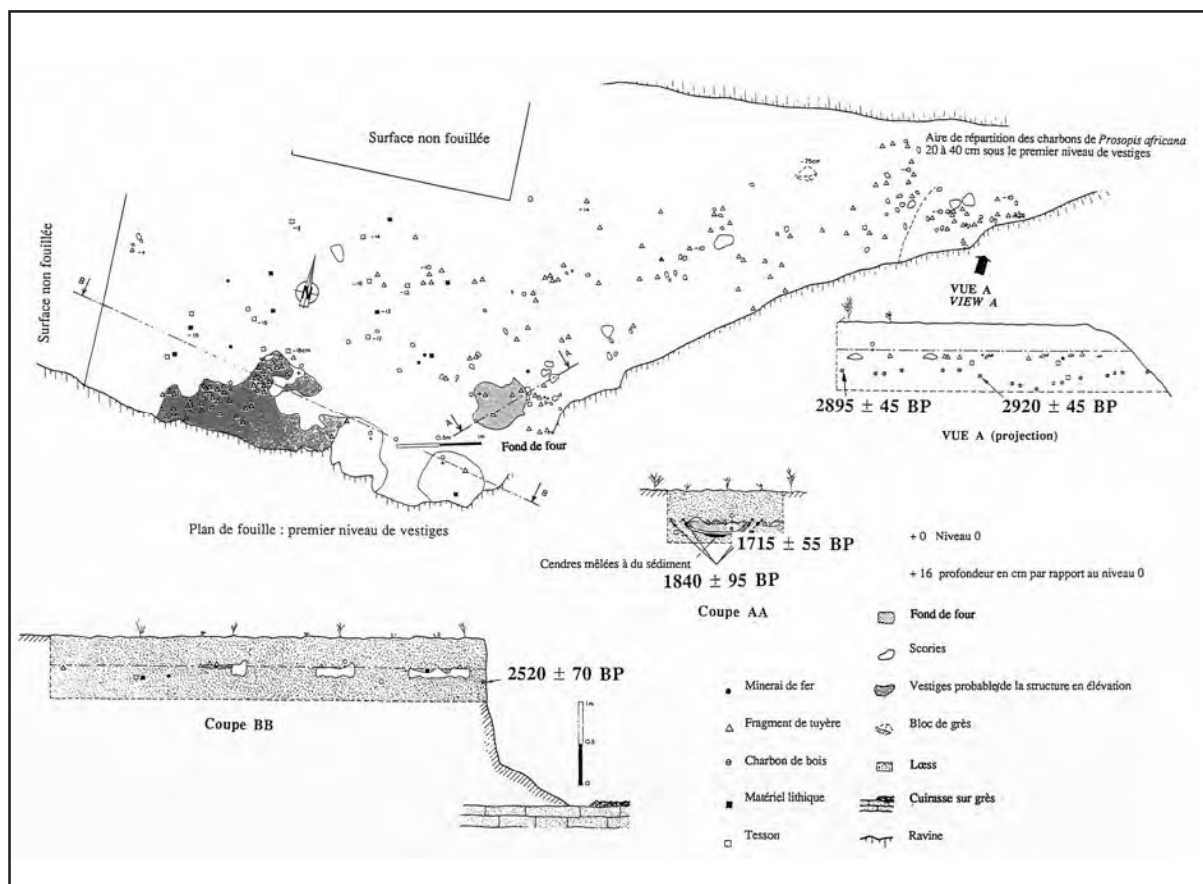 Surface non fouillée
Aire de répartition des charbons de Prosopis africana
20 à 40 cm sous le premier niveau de vestiges
-75cm
Surface non fouillée
N
B
A
A
B
VUE A
VIEW A
2895 ± 45 BP
2920 ± 45 BP
VUE A (projection)
Fond de four
Plan de fouille : premier niveau de vestiges
Cendres mêlées à du sédiment
1715 ± 55 BP
1840 ± 95 BP
Coupe AA
2520 ± 70 BP
Coupe BB
1m
0.5
0
+ 0 Niveau 0
+ 16 profondeur en cm par rapport au niveau 0
Fond de four
Scories
Vestiges probable/de la structure en élévation
Bloc de grès
Lœss
Cuirasse sur grès
Ravine
Minerai de fer
Fragment de tuyère
Charbon de bois
Matériel lithique
Tesson